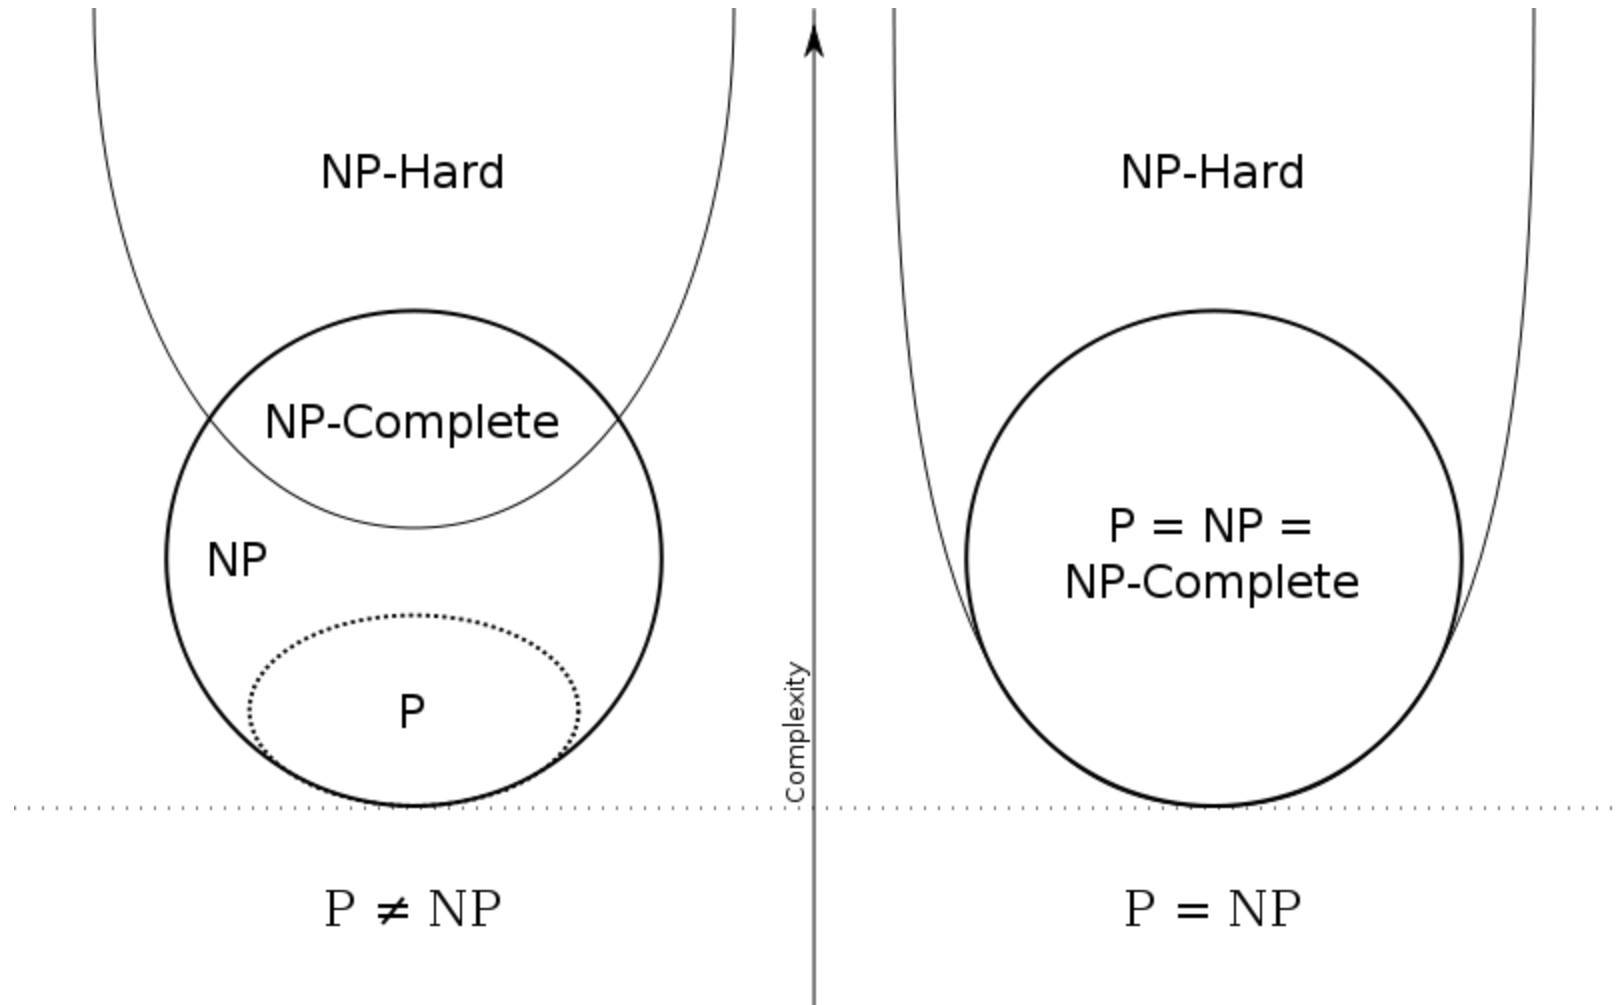 NP-Hard
NP-Complete
NP
P
P ≠ NP
Complexity
NP-Hard
P = NP =
NP-Complete
P = NP